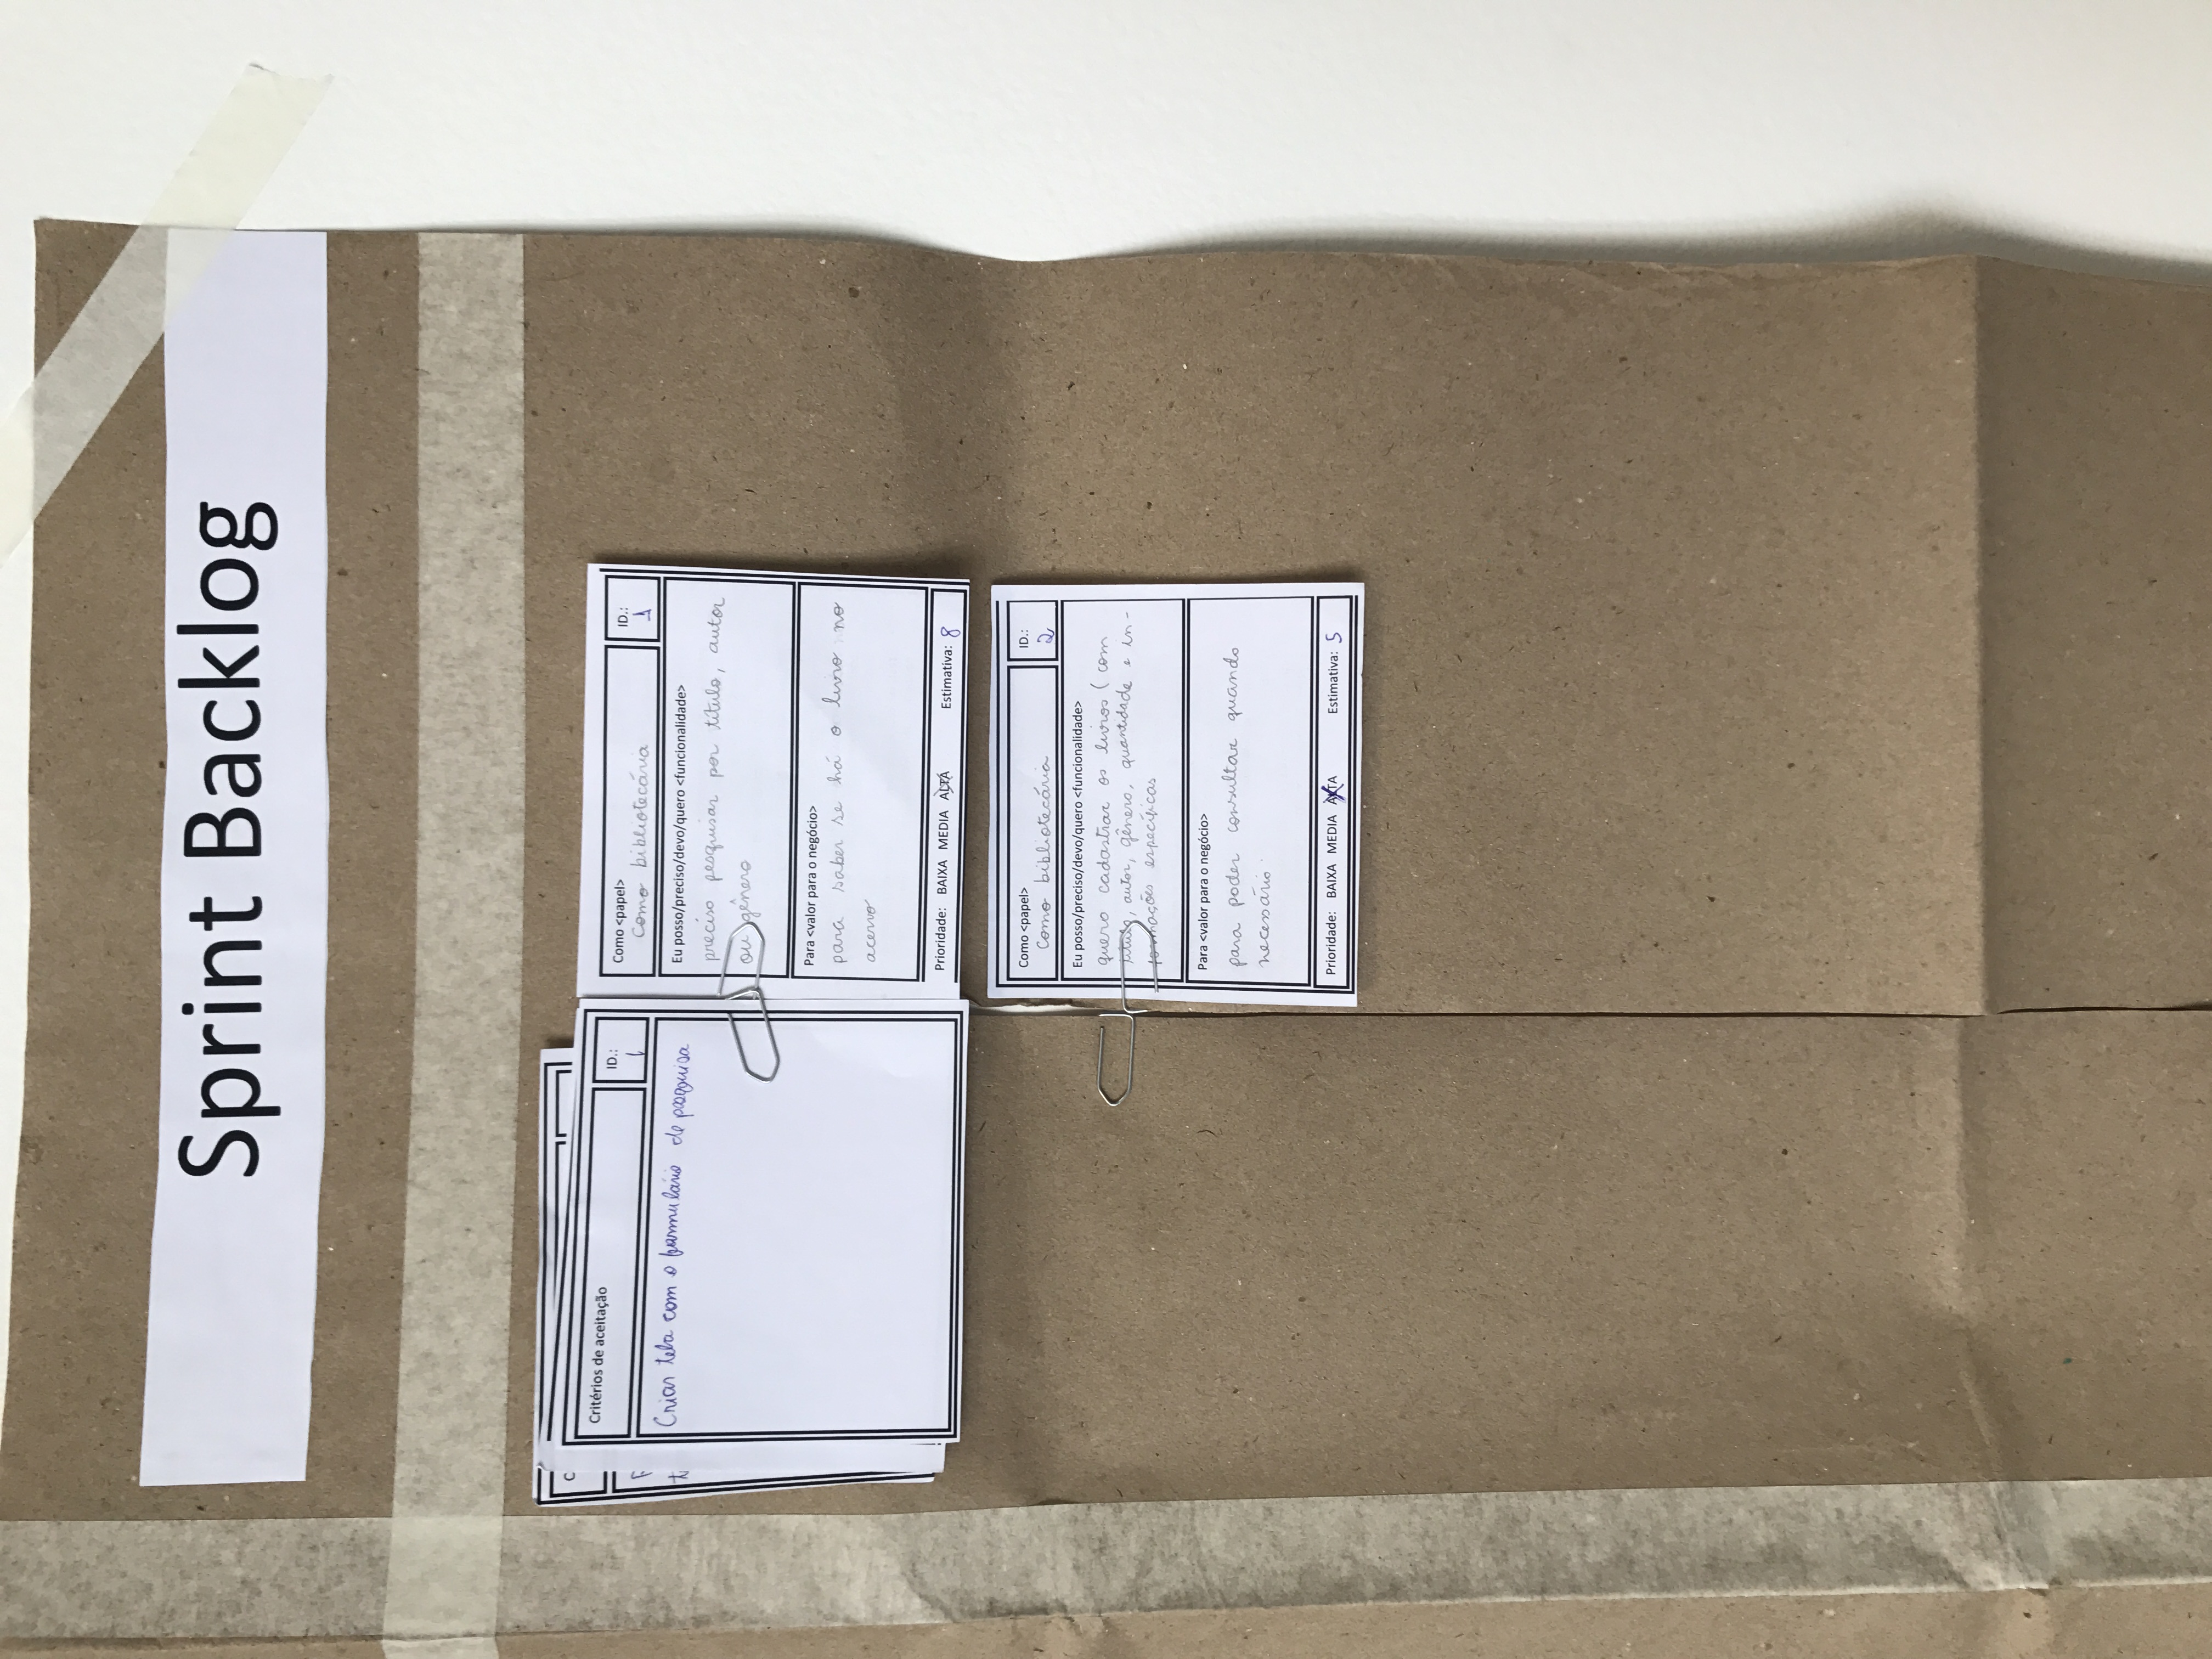 Sprint Backlog
C
F
t
Critérios de aceitação
ID.:
1
Criar tela com o formulário de pesquisa
Como <papel>
ID.:
Como bibliotecária
1
Eu posso/preciso/devo/quero <funcionalidade>
preciso pesquisar por título, autor
ou gênero
Para <valor para o negócio>
para saber se há o livro no
acervo
Prioridade: BAIXA MEDIA ALTA Estimativa: 8
Como <papel>
ID.:
Como bibliotecária
2
Eu posso/preciso/devo/quero <funcionalidade>
quero cadastrar os livros (com
título, autor, gênero, quantidade e in-
formações específicas
Para <valor para o negócio>
para poder consultar quando
necessário
Prioridade: BAIXA MEDIA ALTA Estimativa: 5